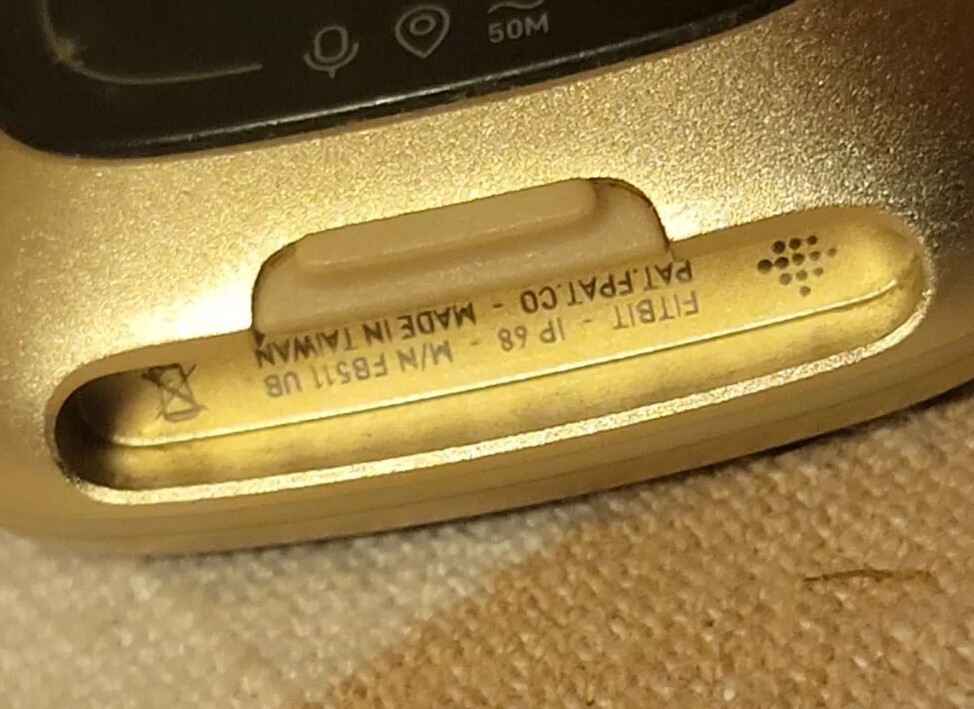 50M
FITBIT - IP 68 - M/N FB511 UB
PAT.FPAT.CO - MADE IN TAIWAN